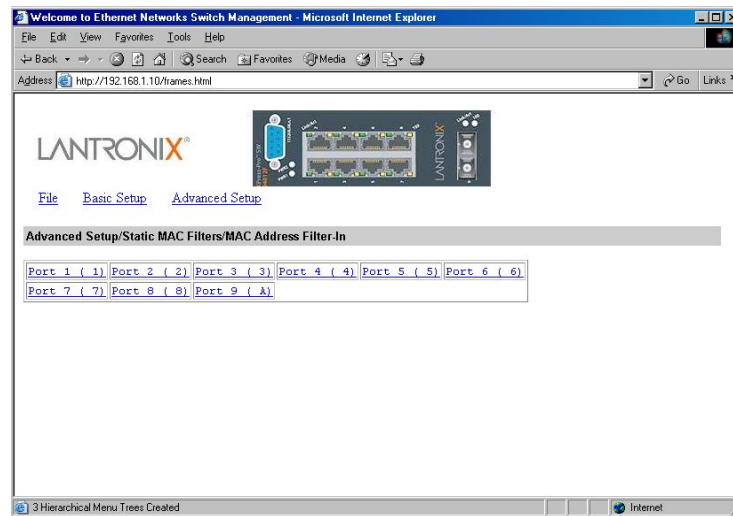 Welcome to Ethernet Networks Switch Management - Microsoft Internet Explorer
File Edit View Favorites Tools Help
Back Search Favorites Media
Address http://192.168.1.10/frames.html Go Links
LANTRONIX®
LANTRONIX
File Basic Setup Advanced Setup
Advanced Setup/Static MAC Filters/MAC Address Filter-In
Port 1 ( 1) Port 2 ( 2) Port 3 ( 3) Port 4 ( 4) Port 5 ( 5) Port 6 ( 6)
Port 7 ( 7) Port 8 ( 8) Port 9 ( A)
3 Hierarchical Menu Trees Created Internet